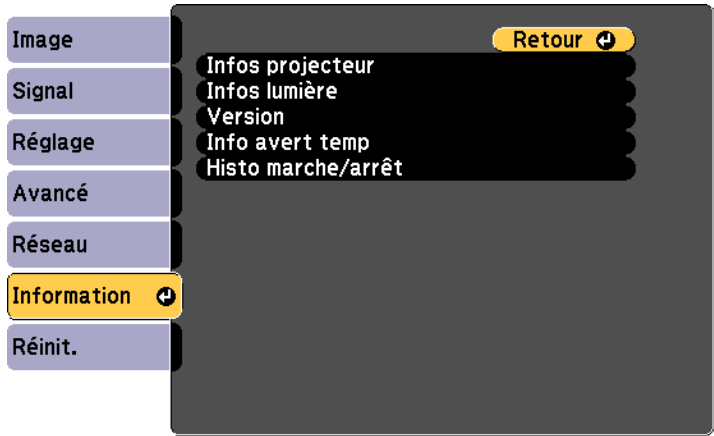 Image
Signal
Réglage
Avancé
Réseau
Information
Réinit.
Retour
Infos projecteur
Infos lumière
Version
Info avert temp
Histo marche/arrêt